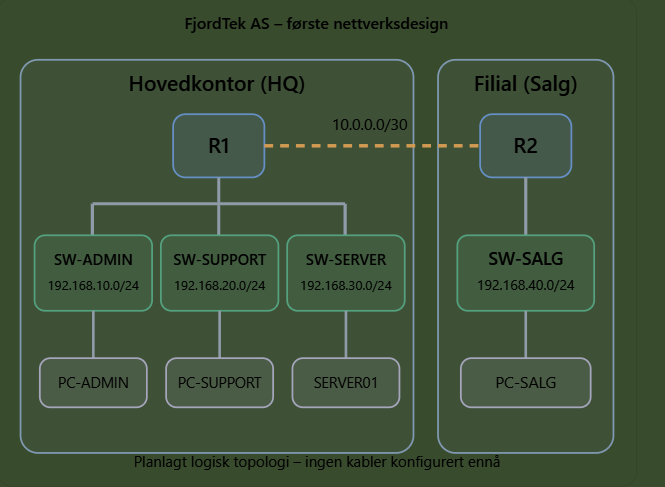 FjordTek AS – første nettverksdesign
Hovedkontor (HQ)
Filial (Salg)
10.0.0.0/30
R1
R2
SW-ADMIN
192.168.10.0/24
SW-SUPPORT
192.168.20.0/24
SW-SERVER
192.168.30.0/24
SW-SALG
192.168.40.0/24
PC-ADMIN
PC-SUPPORT
SERVER01
PC-SALG
Planlagt logisk topologi – ingen kabler konfigurert ennå